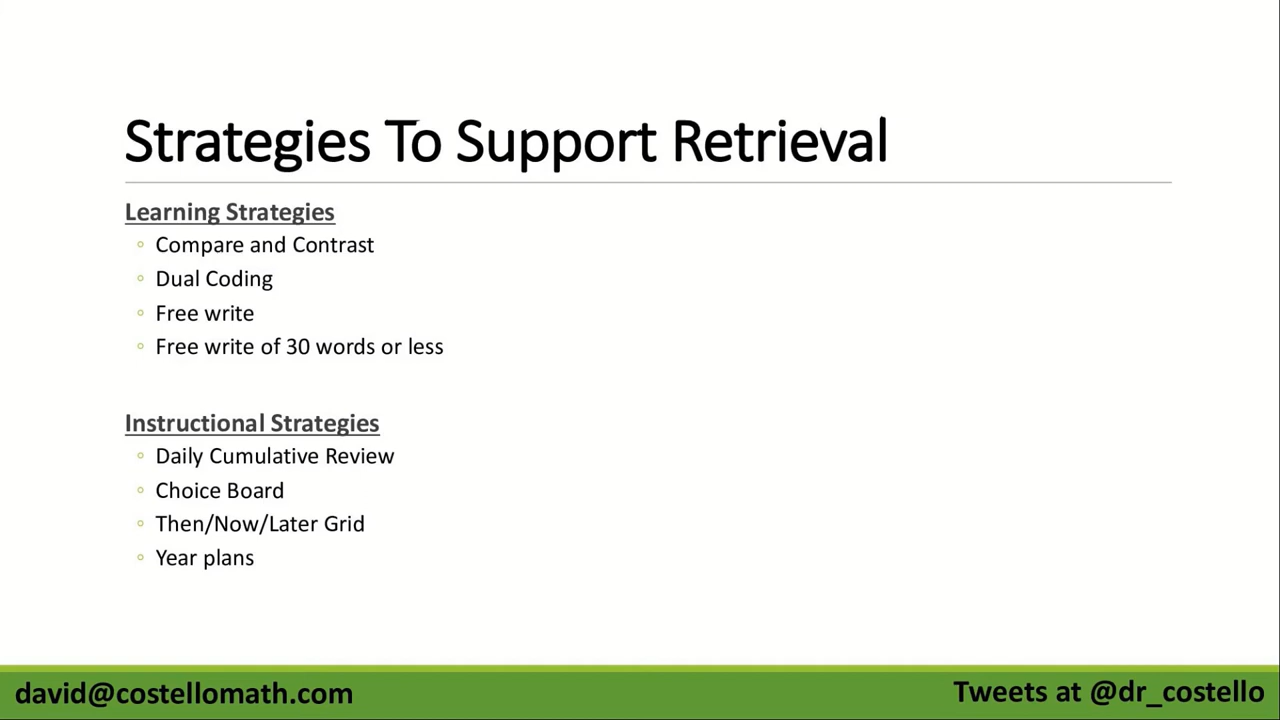 Strategies To Support Retrieval
Learning Strategies
Compare and Contrast
Dual Coding
Free write
Free write of 30 words or less
Instructional Strategies
Daily Cumulative Review
Choice Board
Then/Now/Later Grid
Year plans
david@costellomath.com
Tweets at @dr_costello